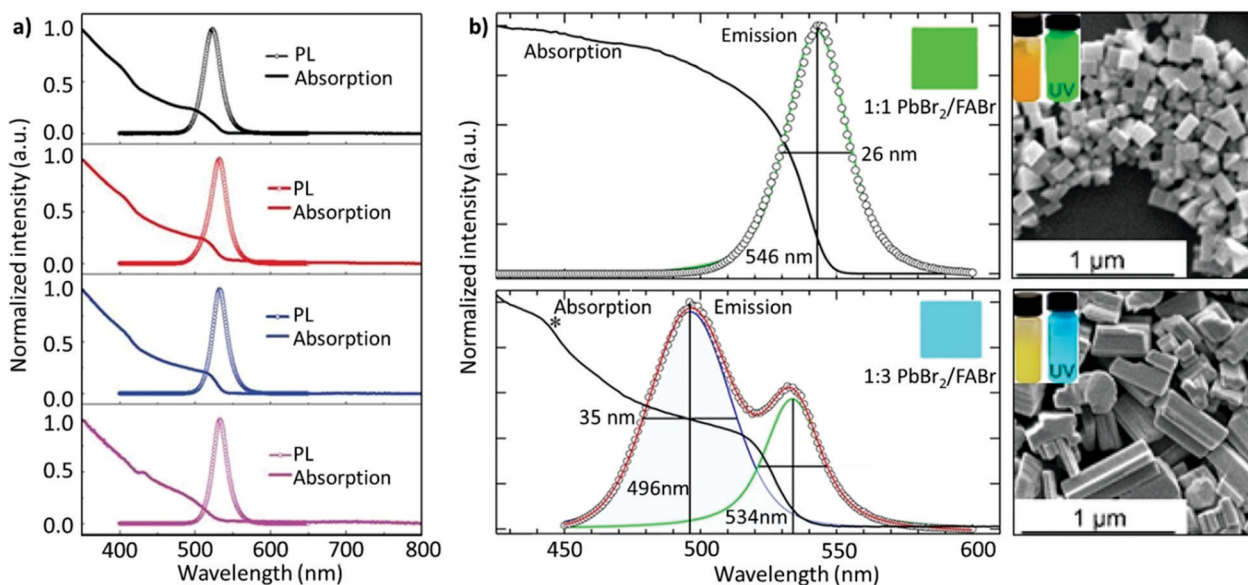 a)
Normalized intensity (a.u.)
1.0
0.5
0.0
PL
Absorption
1.0
0.5
0.0
PL
Absorption
1.0
0.5
0.0
PL
Absorption
1.0
0.5
0.0
PL
Absorption
400 500 600 700 800
Wavelength (nm)
b)
Normalized intensity (a.u.)
Absorption
Emission
1:1 PbBr₂/FABr
26 nm
546 nm
Absorption
Emission
*
1:3 PbBr₂/FABr
35 nm
496nm
534nm
450 500 550 600
Wavelength (nm)
UV
1 μm
UV
1 μm